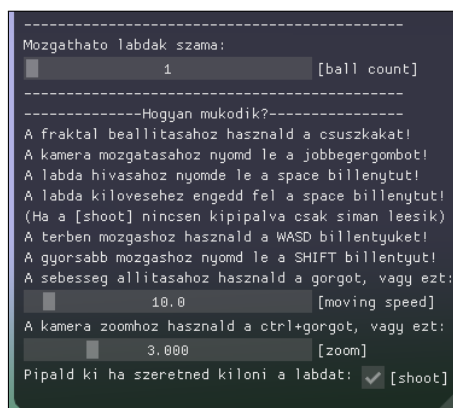 ----------------------------------------
Mozgathato labdak szama:
1 [ball count]
----------------------------------------
--------------Hogyan mukodik?----------------
A fraktal beallitasahoz hasznald a csuszkakat!
A kamera mozgatasahoz nyomd le a jobbegergombot!
A labda hivasahoz nyomde le a space billenytut!
A labda kilovesehez engedd fel a space billenytut!
(Ha a [shoot] nincsen kipipalva csak siman leesik)
A terben mozgashoz hasznald a WASD billentyuket!
A gyorsabb mozgashoz nyomd le a SHIFT billentyut!
A sebesseg allitasahoz hasznald a gorgot, vagy ezt:
10.0 [moving speed]
A kamera zoomhoz hasznald a ctrl+gorgot, vagy ezt:
3.000 [zoom]
Pipald ki ha szeretned kiloni a labdat: ✓ [shoot]